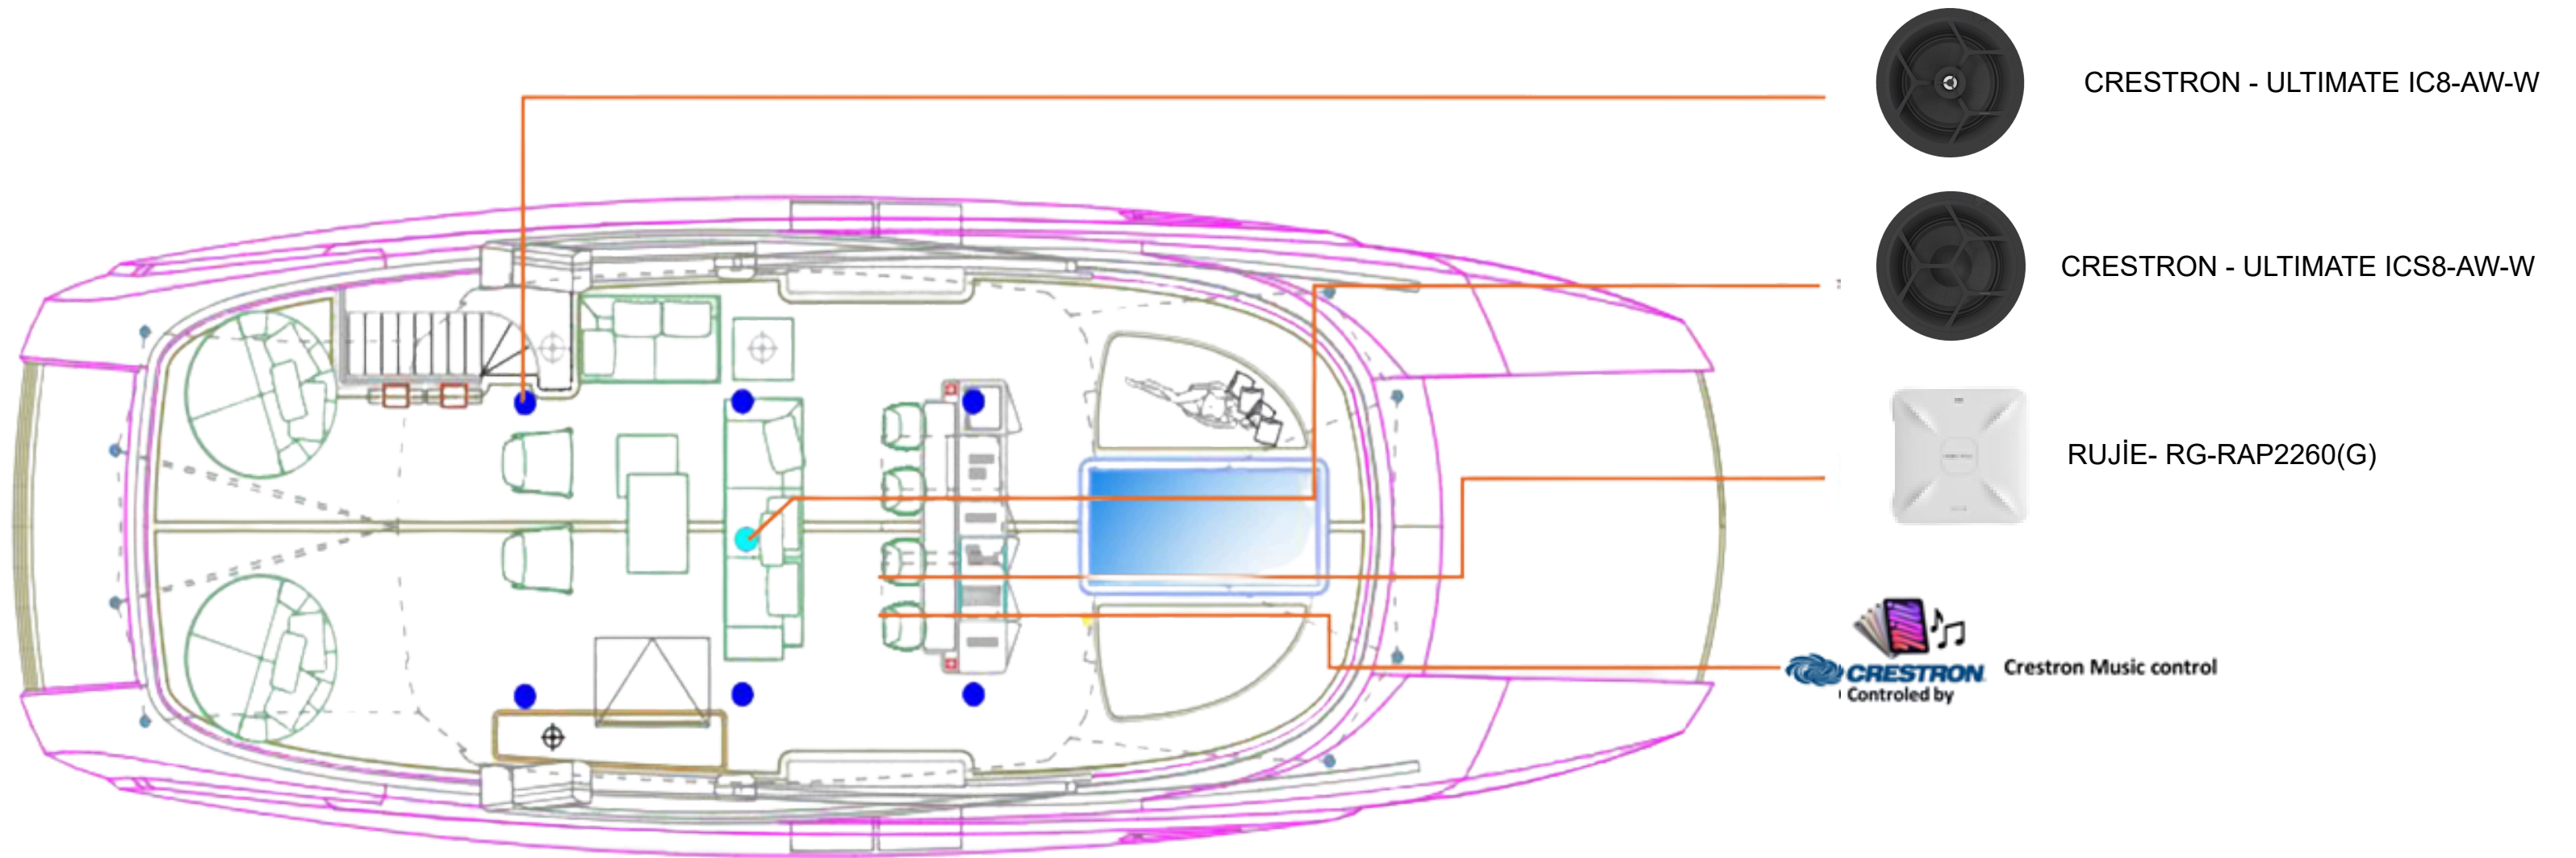 CRESTRON - ULTIMATE IC8-AW-W
CRESTRON - ULTIMATE ICS8-AW-W
RUJİE- RG-RAP2260(G)
CRESTRON
Crestron Music control
Controled by